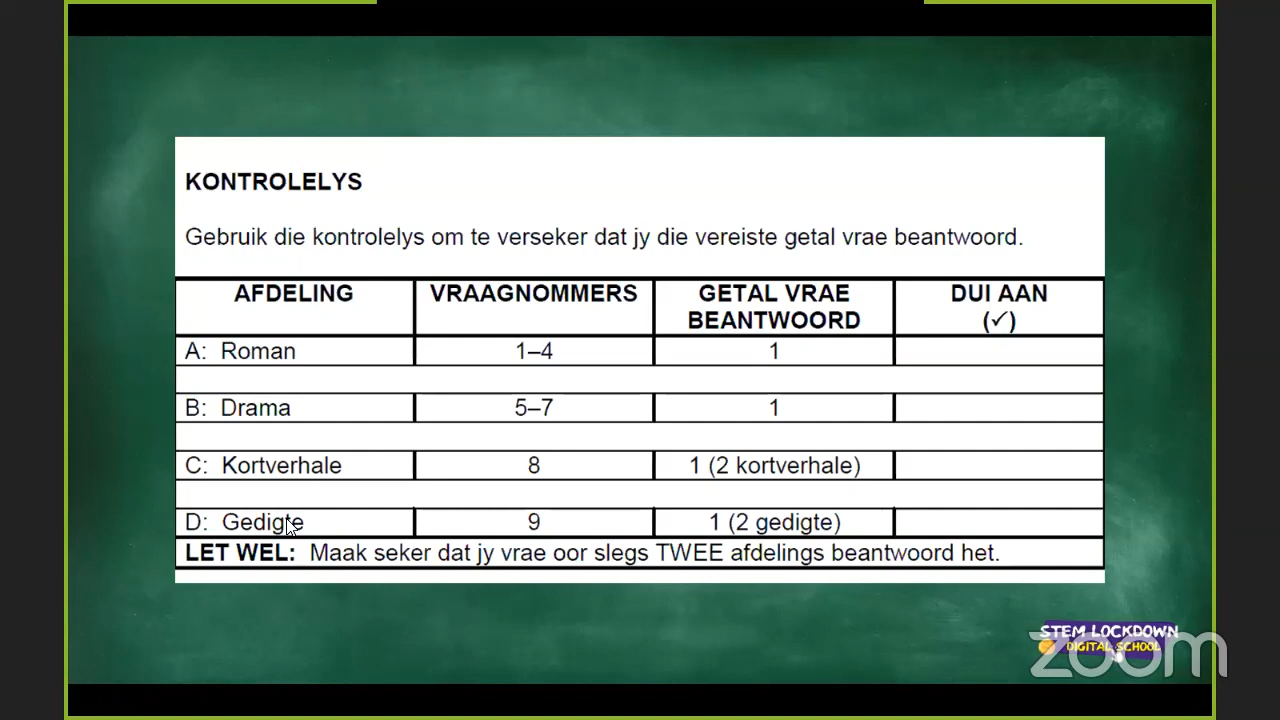 KONTROLELYS
Gebruik die kontrolelys om te verseker dat jy die vereiste getal vrae beantwoord.
AFDELING VRAAGNOMMERS GETAL VRAE BEANTWOORD DUI AAN (✓)
A: Roman 1–4 1
B: Drama 5–7 1
C: Kortverhale 8 1 (2 kortverhale)
D: Gedigte 9 1 (2 gedigte)
LET WEL: Maak seker dat jy vrae oor slegs TWEE afdelings beantwoord het.
STEM LOCKDOWN
DIGITAL SCHOOL
zoom